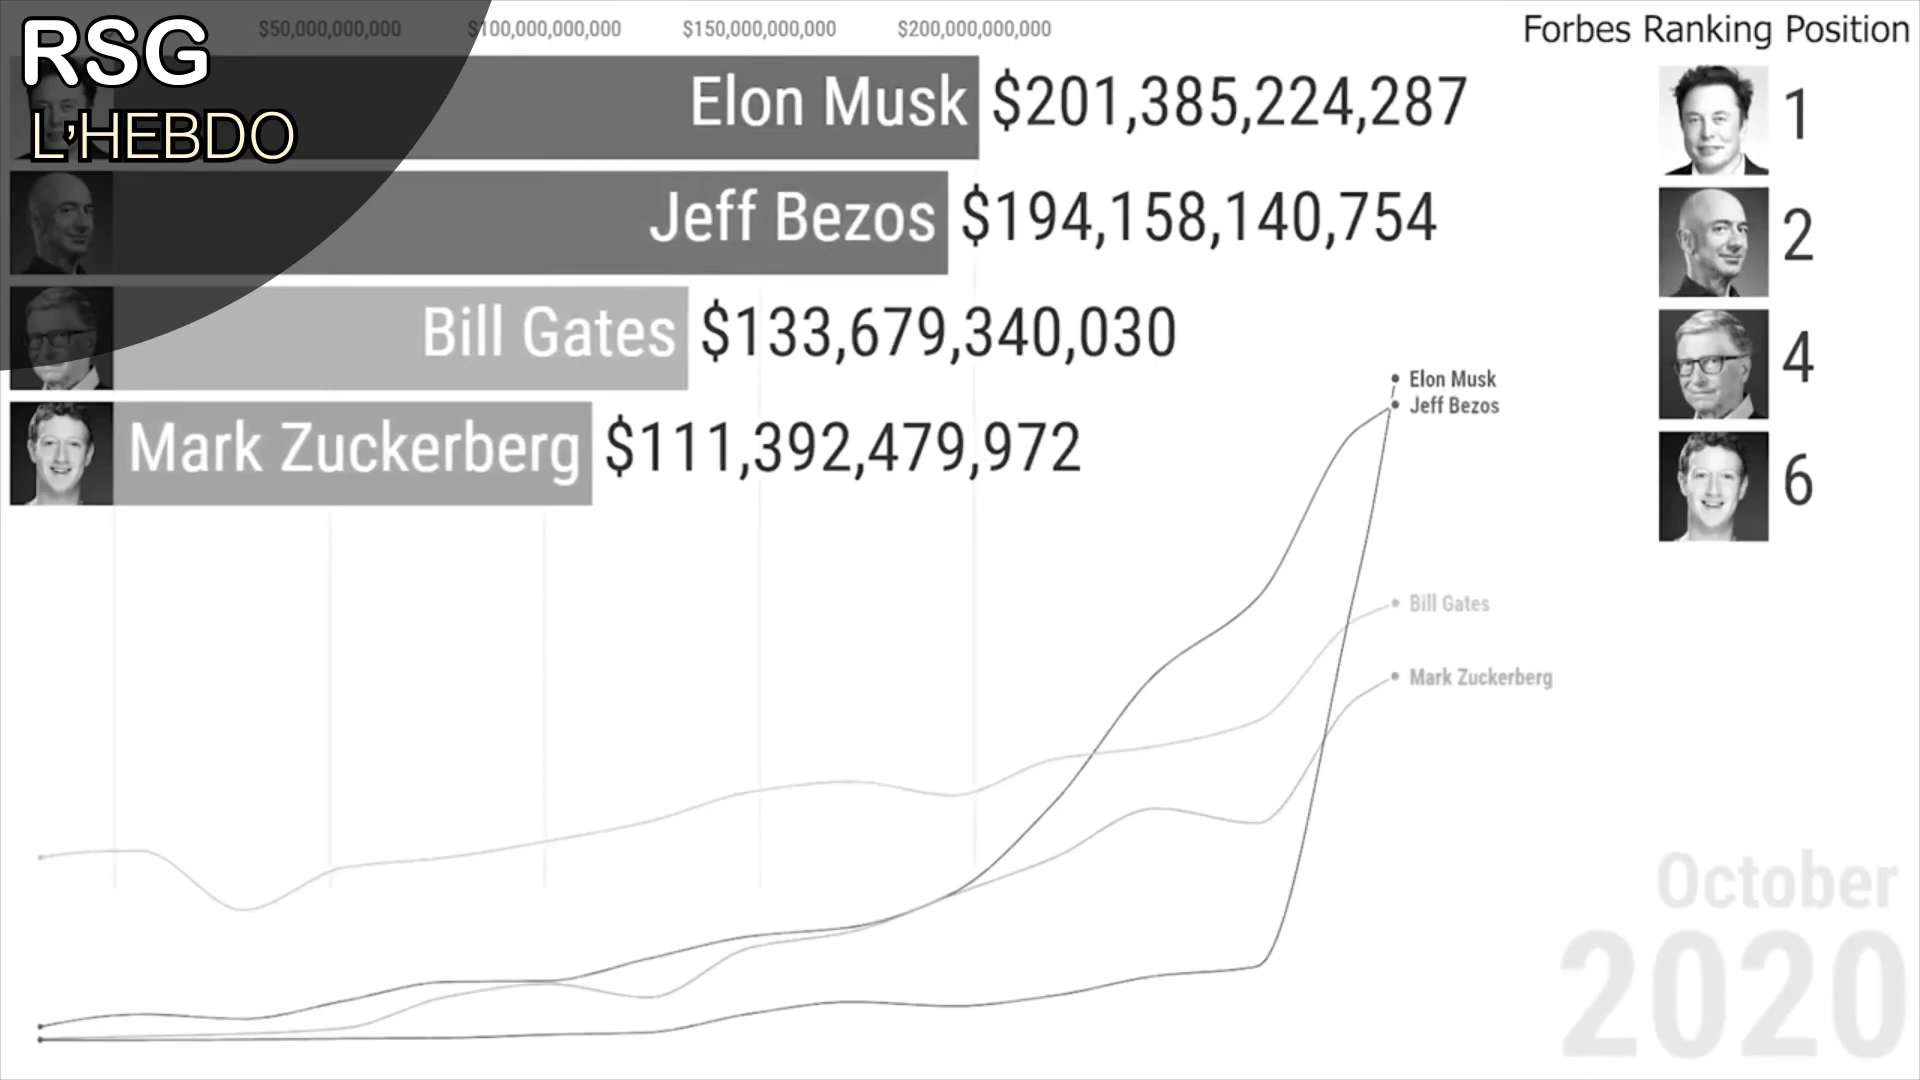 RSG
L'HEBDO
$50,000,000,000
$100,000,000,000
$150,000,000,000
$200,000,000,000
Forbes Ranking Position
Elon Musk $201,385,224,287
1
Jeff Bezos $194,158,140,754
2
Bill Gates $133,679,340,030
4
Mark Zuckerberg $111,392,479,972
6
Elon Musk
Jeff Bezos
Bill Gates
Mark Zuckerberg
October
2020